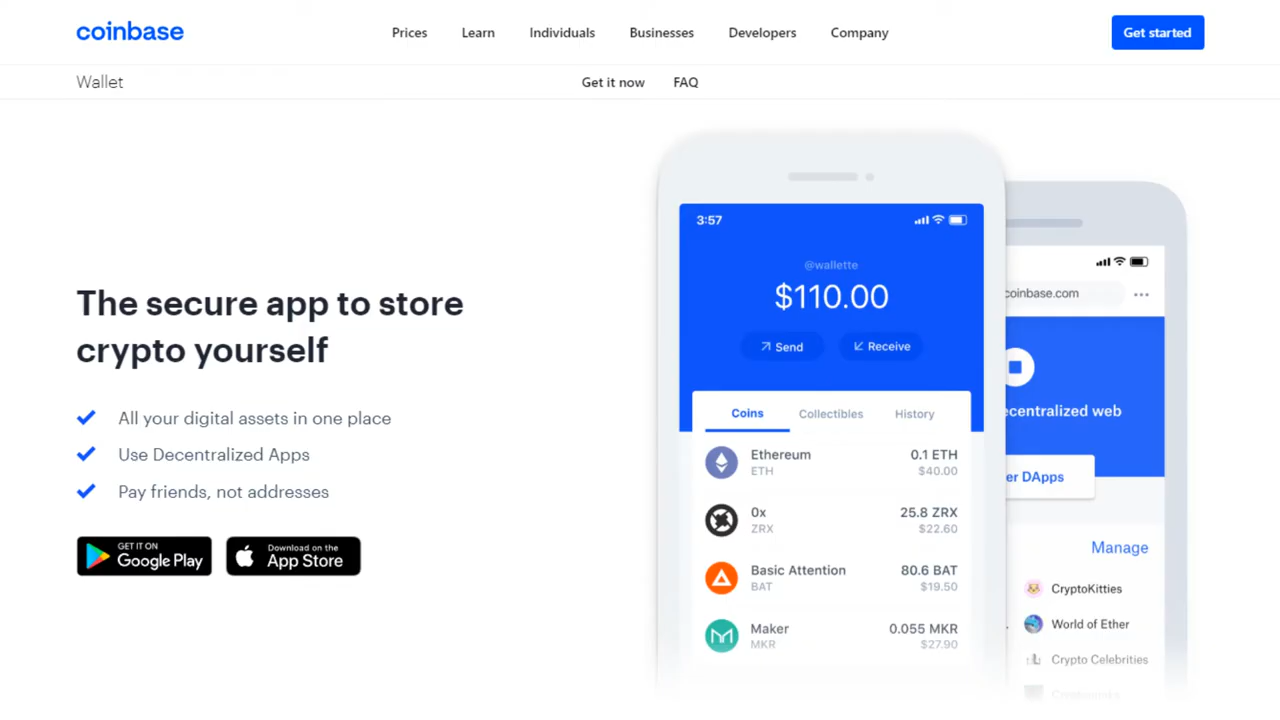 coinbase
Prices Learn Individuals Businesses Developers Company
Get started
Wallet
Get it now FAQ
The secure app to store
crypto yourself
All your digital assets in one place
Use Decentralized Apps
Pay friends, not addresses
GET IT ON
Google Play
Download on the
App Store
3:57
@wallette
$110.00
Send Receive
Coins Collectibles History
Ethereum 0.1 ETH
ETH $40.00
0x 25.8 ZRX
ZRX $22.60
Basic Attention 80.6 BAT
BAT $19.50
Maker 0.055 MKR
MKR $27.90
coinbase.com
ecentralized web
er DApps
Manage
CryptoKitties
World of Ether
Crypto Celebrities